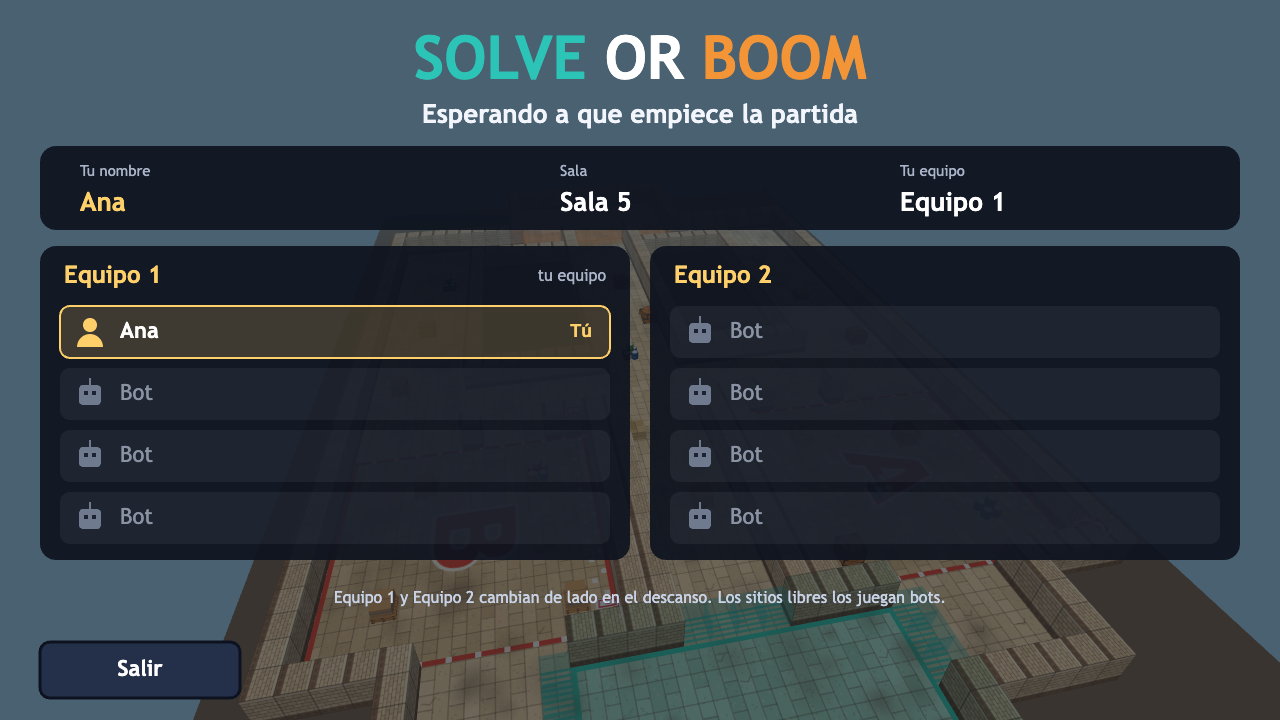 SOLVE OR BOOM
Esperando a que empiece la partida
Tu nombre
Ana
Sala
Sala 5
Tu equipo
Equipo 1
Equipo 1
tu equipo
Ana
Tú
Bot
Bot
Bot
Equipo 2
Bot
Bot
Bot
Bot
B
A
Equipo 1 y Equipo 2 cambian de lado en el descanso. Los sitios libres los juegan bots.
Salir